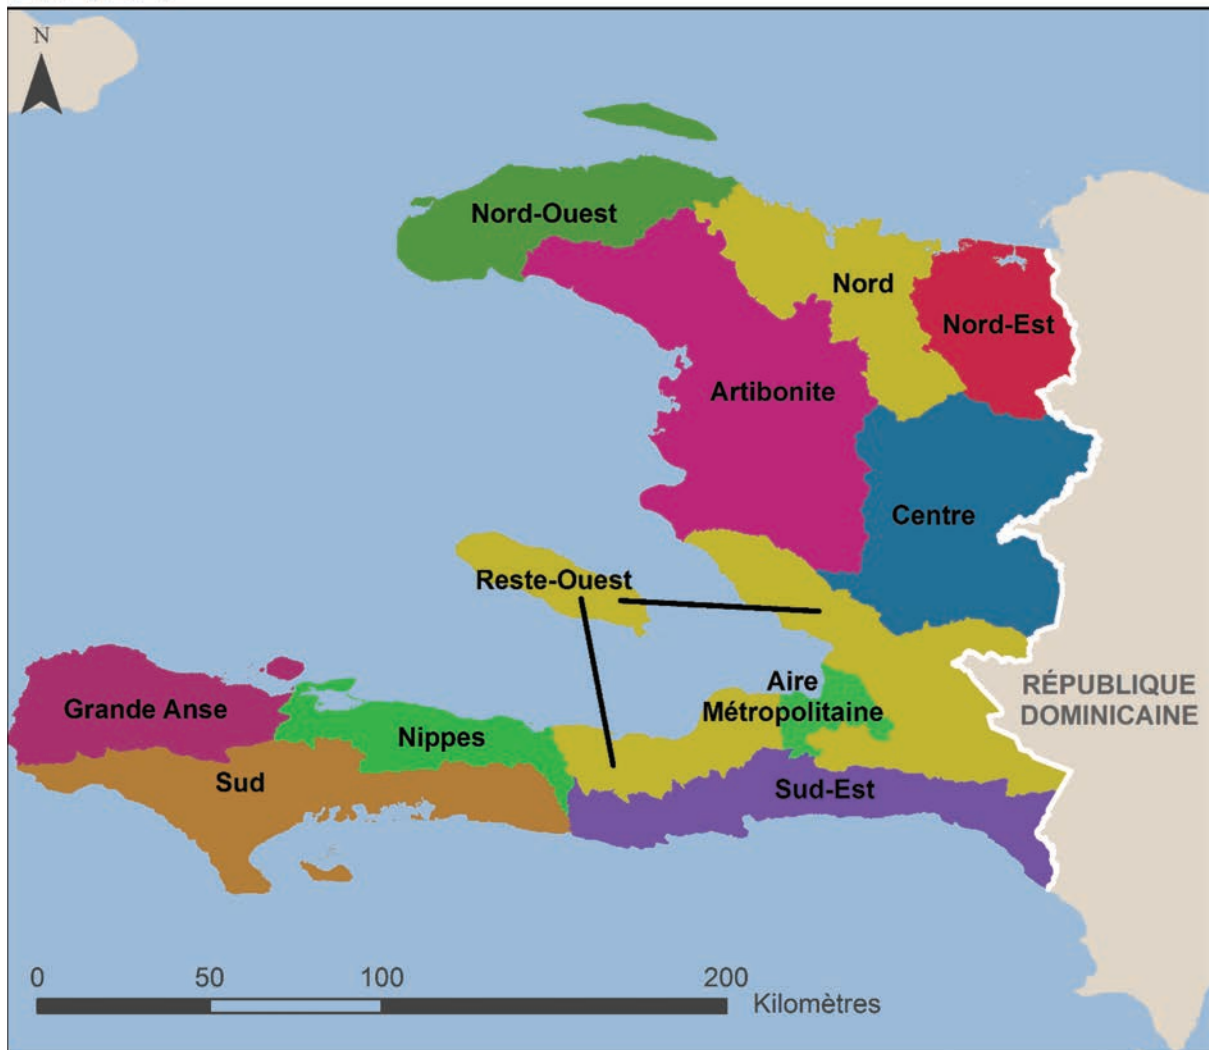 N
Nord-Ouest
Nord
Nord-Est
Artibonite
Centre
Reste-Ouest
Aire
Métropolitaine
RÉPUBLIQUE
DOMINICAINE
Grande Anse
Nippes
Sud
Sud-Est
0 50 100 200
Kilomètres